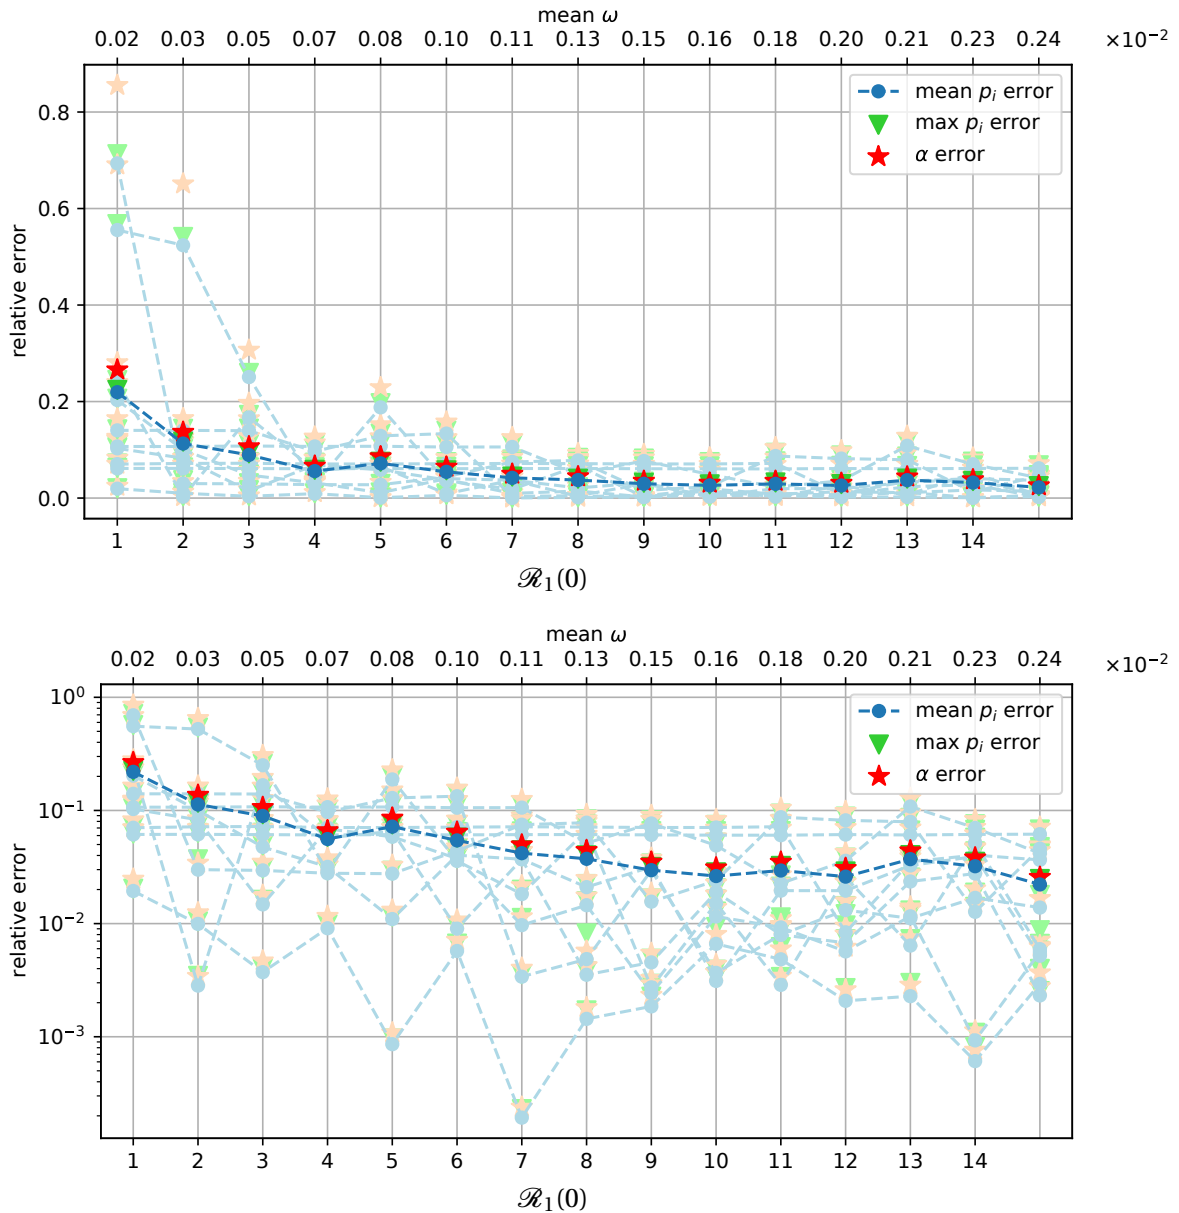 mean ω
0.02 0.03 0.05 0.07 0.08 0.10 0.11 0.13 0.15 0.16 0.18 0.20 0.21 0.23 0.24 ×10⁻²
mean pᵢ error
max pᵢ error
α error
relative error
0.8
0.6
0.4
0.2
0.0
1 2 3 4 5 6 7 8 9 10 11 12 13 14
ℛ₁(0)
mean ω
0.02 0.03 0.05 0.07 0.08 0.10 0.11 0.13 0.15 0.16 0.18 0.20 0.21 0.23 0.24 ×10⁻²
mean pᵢ error
max pᵢ error
α error
relative error
10⁰
10⁻¹
10⁻²
10⁻³
1 2 3 4 5 6 7 8 9 10 11 12 13 14
ℛ₁(0)